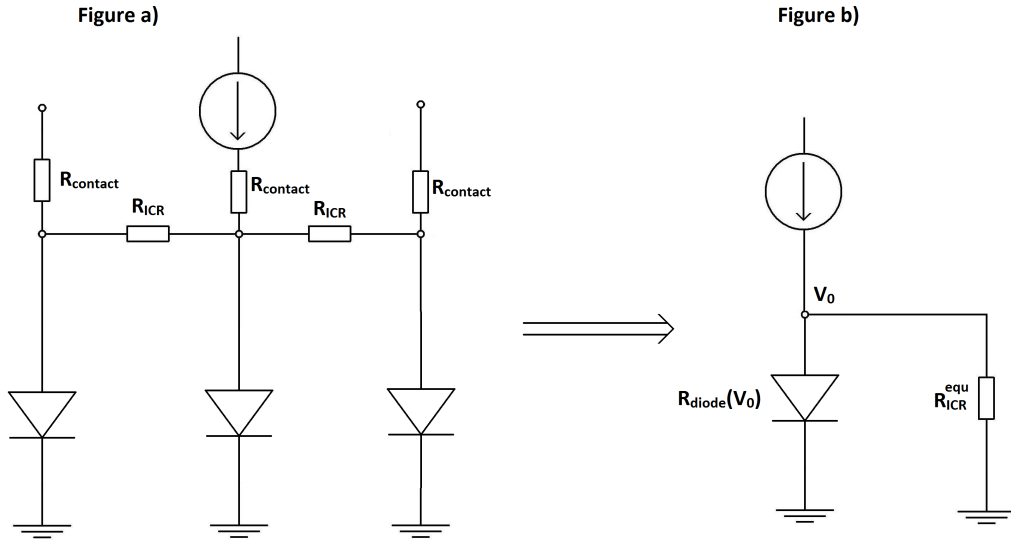 Figure a)
Figure b)
Rcontact
Rcontact
Rcontact
RICR
RICR
V0
Rdiode(V0)
RICR equ